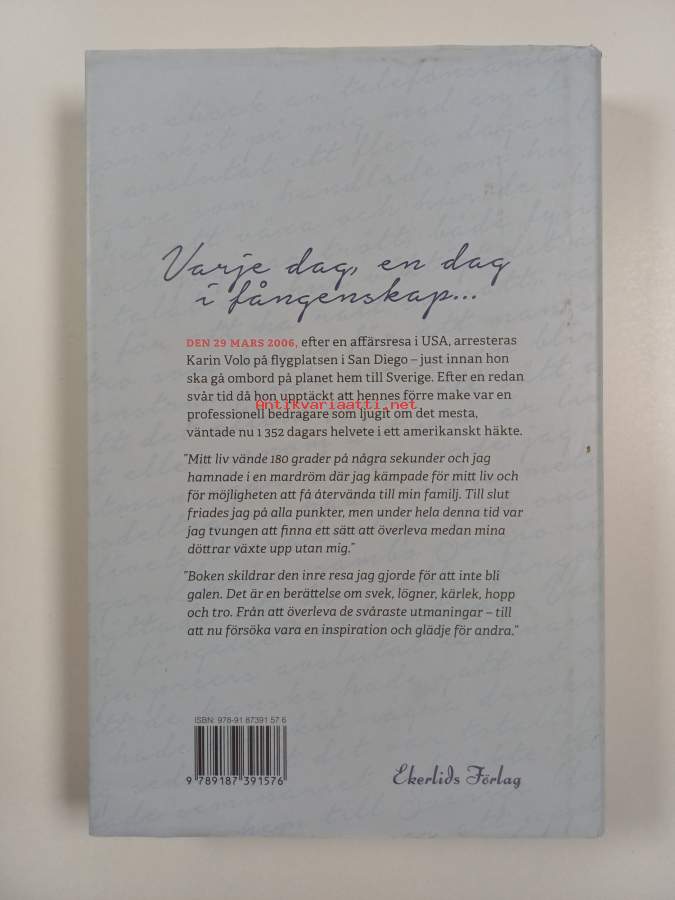 Varje dag, en dag
i fångenskap...
DEN 29 MARS 2006, efter en affärsresa i USA, arresteras
Karin Volo på flygplatsen i San Diego – just innan hon
ska gå ombord på planet hem till Sverige. Efter en redan
svår tid då hon upptäckt att hennes förre make var en
Antikvariaatti.net
professionell bedragare som ljugit om det mesta,
väntade nu 1 352 dagars helvete i ett amerikanskt häkte.
"Mitt liv vände 180 grader på några sekunder och jag
hamnade i en mardröm där jag kämpade för mitt liv och
för möjligheten att få återvända till min familj. Till slut
friades jag på alla punkter, men under hela denna tid var
jag tvungen att finna ett sätt att överleva medan mina
döttrar växte upp utan mig."
"Boken skildrar den inre resa jag gjorde för att inte bli
galen. Det är en berättelse om svek, lögner, kärlek, hopp
och tro. Från att överleva de svåraste utmaningar – till
att nu försöka vara en inspiration och glädje för andra."
ISBN: 978-91 87391 57 6
9 789187 391576
Ekerlids Förlag